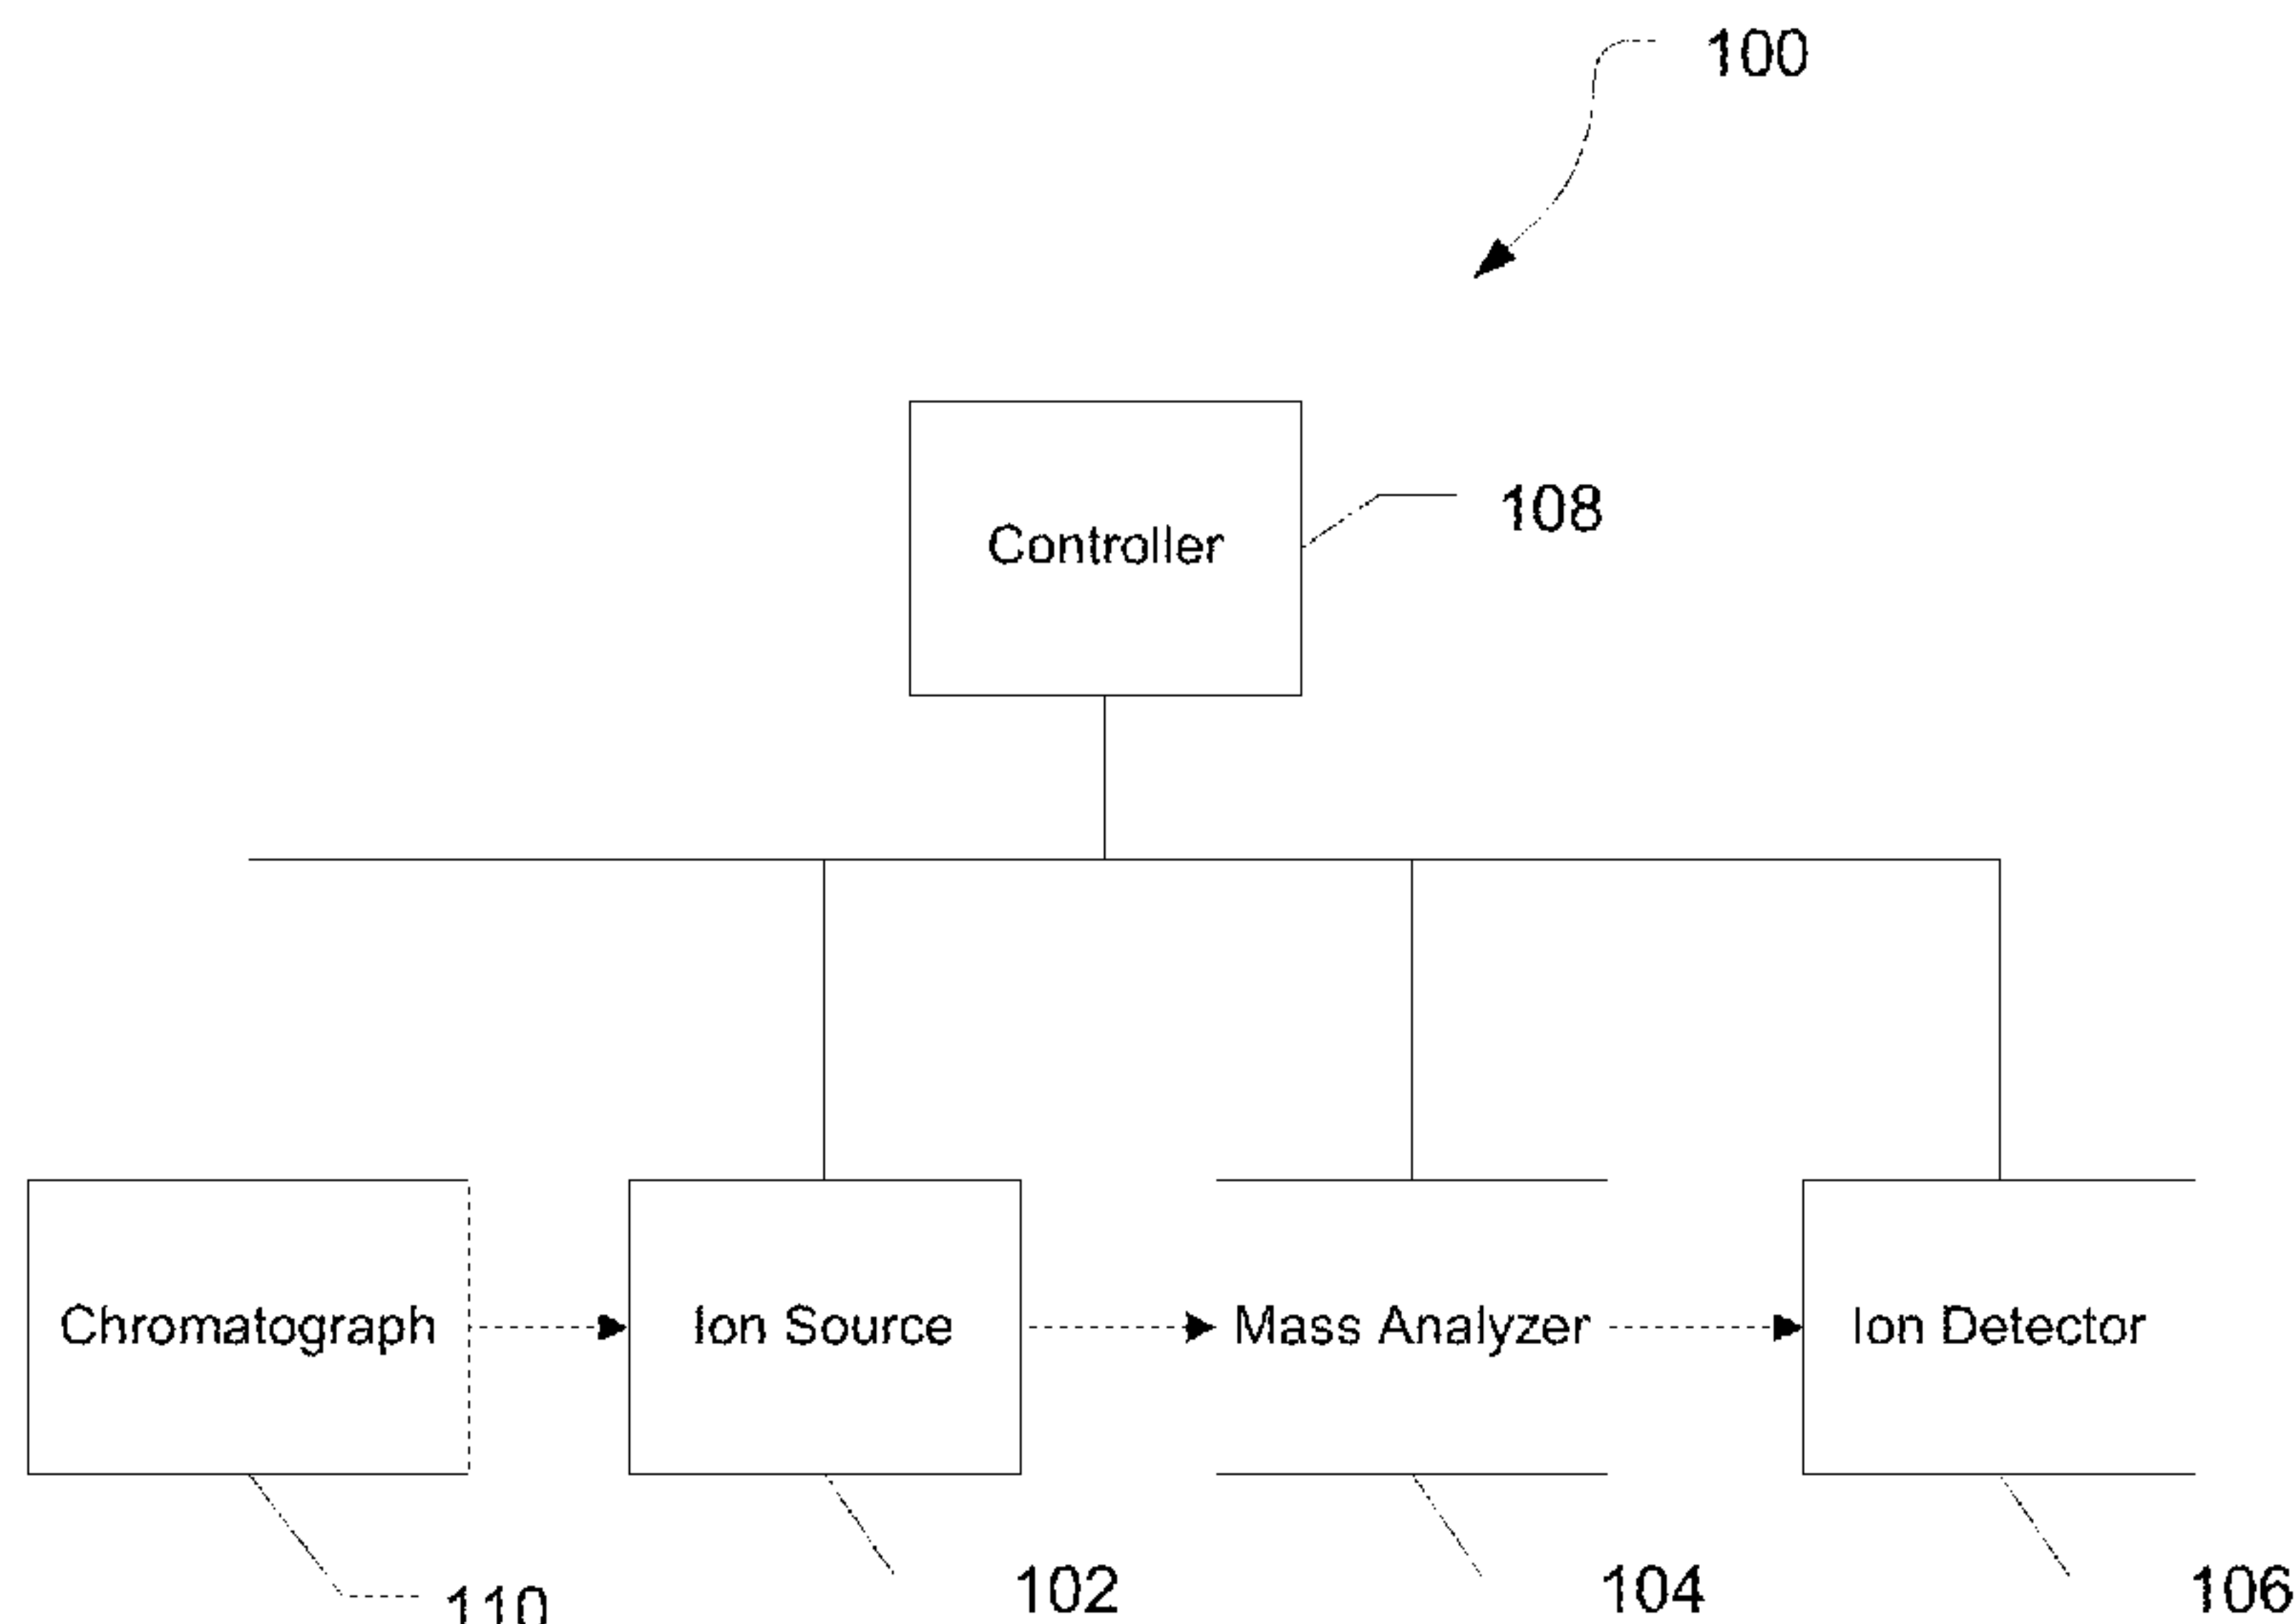 100
Controller
108
Chromatograph
Ion Source
Mass Analyzer
Ion Detector
110
102
104
106